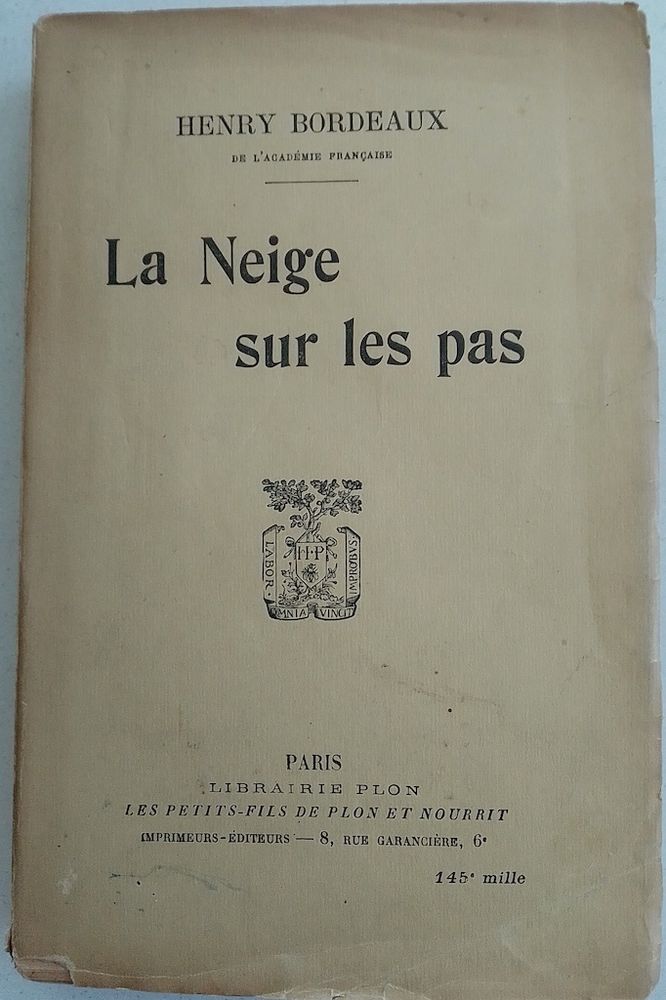 HENRY BORDEAUX
DE L'ACADÉMIE FRANÇAISE
La Neige
sur les pas
LABOR
H·P
IMPROBVS
OMNIA VINCIT
PARIS
LIBRAIRIE PLON
LES PETITS-FILS DE PLON ET NOURRIT
IMPRIMEURS-ÉDITEURS — 8, RUE GARANCIÈRE, 6e
145e mille